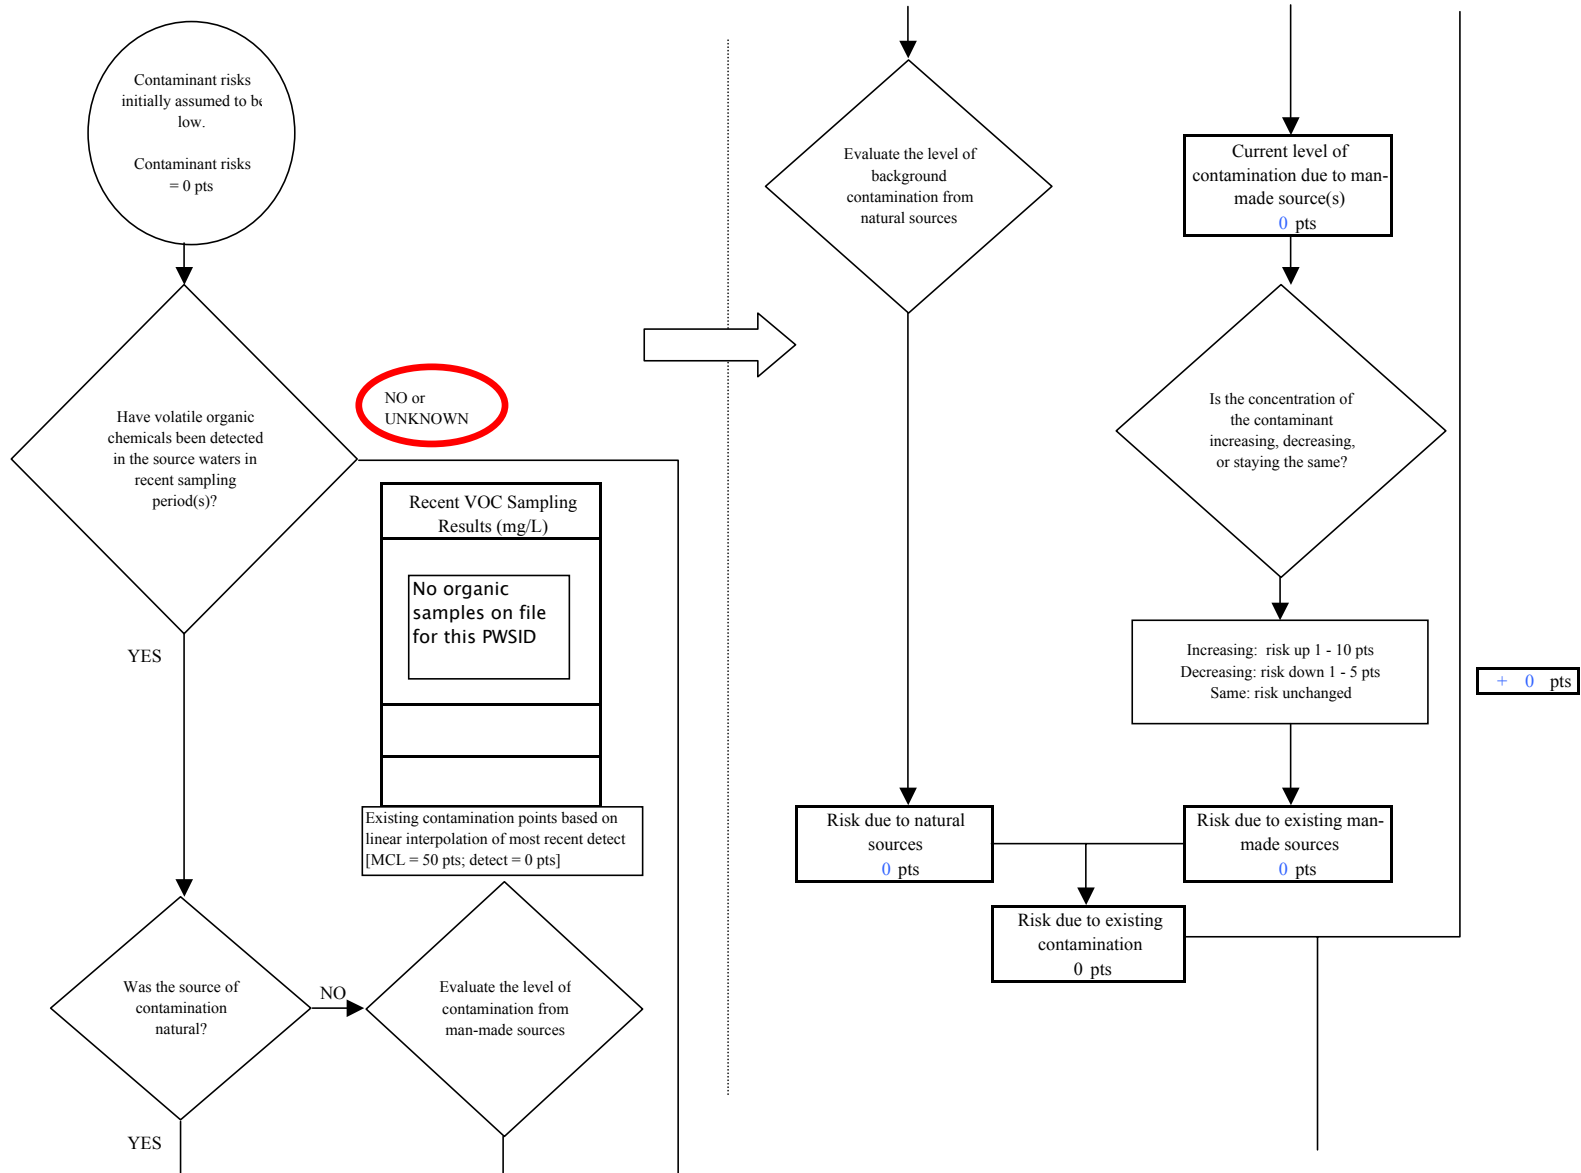 Contaminant risks
initially assumed to be
low.
Contaminant risks
= 0 pts
Have volatile organic
chemicals been detected
in the source waters in
recent sampling
period(s)?
NO or
UNKNOWN
Recent VOC Sampling
Results (mg/L)
No organic
samples on file
for this PWSID
YES
Existing contamination points based on
linear interpolation of most recent detect
[MCL = 50 pts; detect = 0 pts]
Was the source of
contamination
natural?
NO
Evaluate the level of
contamination from
man-made sources
YES
Evaluate the level of
background
contamination from
natural sources
Current level of
contamination due to man-
made source(s)
0 pts
Is the concentration of
the contaminant
increasing, decreasing,
or staying the same?
Increasing: risk up 1 - 10 pts
Decreasing: risk down 1 - 5 pts
Same: risk unchanged
+ 0 pts
Risk due to natural
sources
0 pts
Risk due to existing man-
made sources
0 pts
Risk due to existing
contamination
0 pts